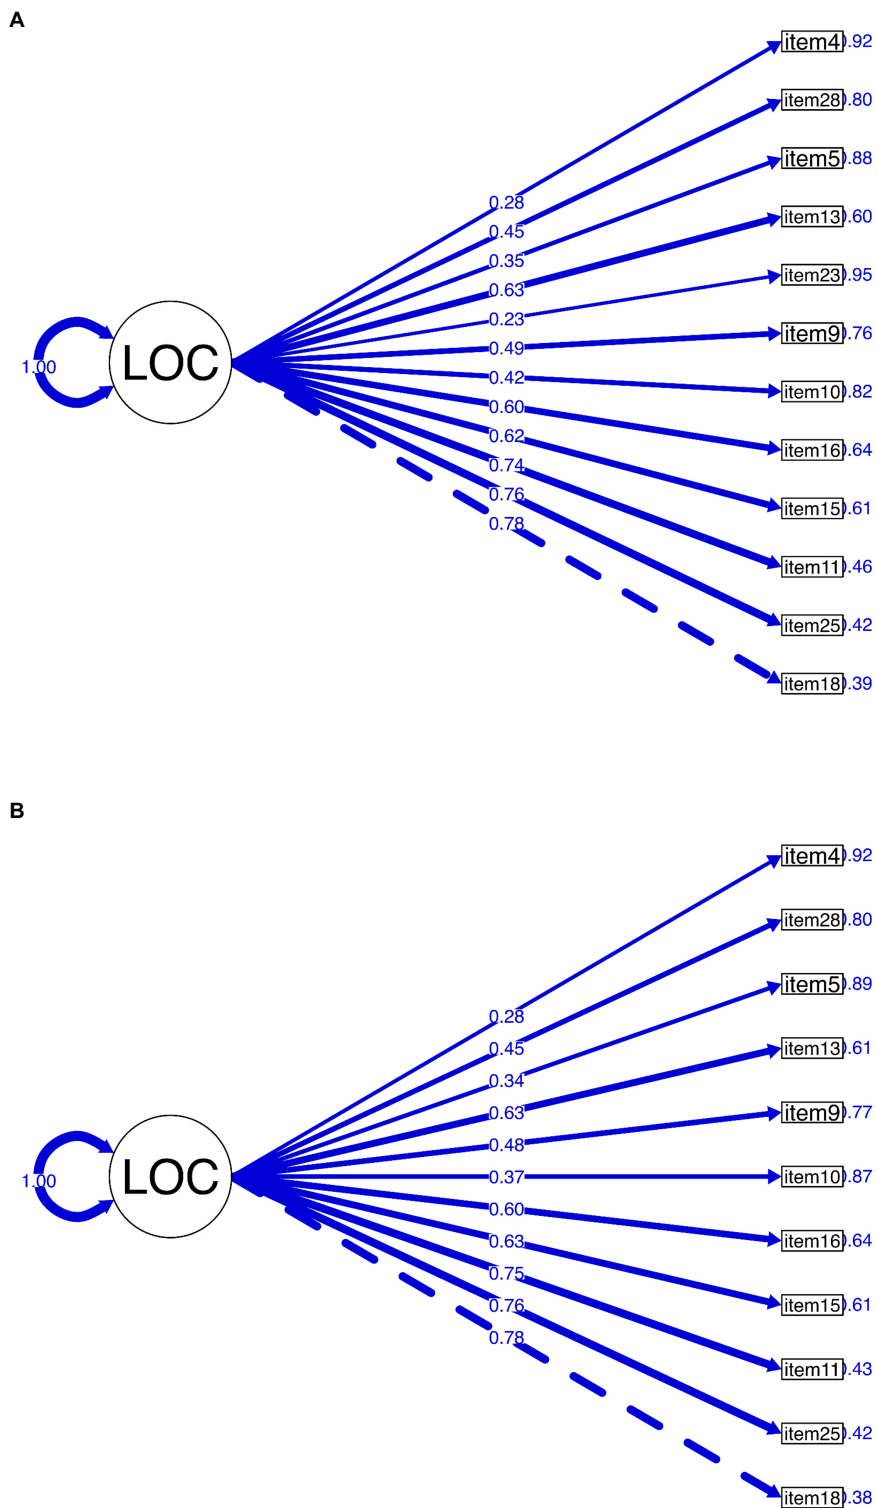 A
1.00
LOC
0.28
0.45
0.35
0.63
0.23
0.49
0.42
0.60
0.62
0.74
0.76
0.78
item4 0.92
item28 0.80
item5 0.88
item13 0.60
item23 0.95
item9 0.76
item10 0.82
item16 0.64
item15 0.61
item11 0.46
item25 0.42
item18 0.39
B
1.00
LOC
0.28
0.45
0.34
0.63
0.48
0.37
0.60
0.63
0.75
0.76
0.78
item4 0.92
item28 0.80
item5 0.89
item13 0.61
item9 0.77
item10 0.87
item16 0.64
item15 0.61
item11 0.43
item25 0.42
item18 0.38